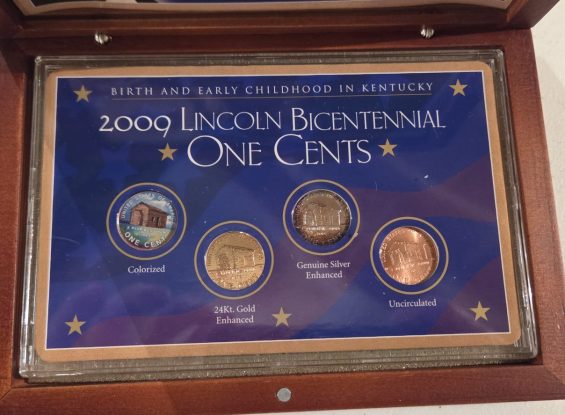 BIRTH AND EARLY CHILDHOOD IN KENTUCKY
2009 LINCOLN BICENTENNIAL
ONE CENTS
ONE CENT
Colorized
24Kt. Gold
Enhanced
Genuine Silver
Enhanced
Uncirculated